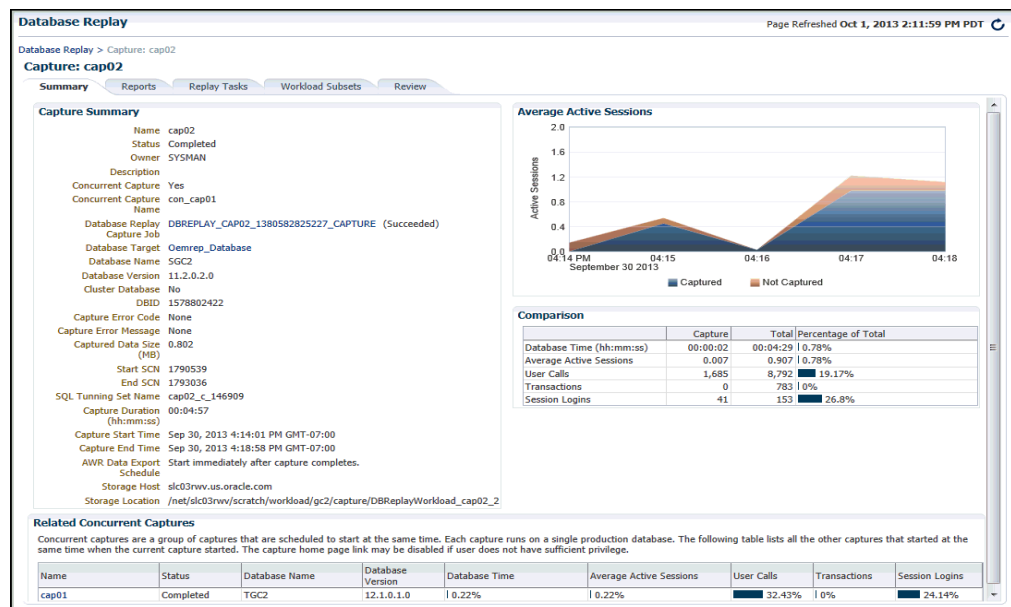 Database Replay
Page Refreshed Oct 1, 2013 2:11:59 PM PDT
Database Replay > Capture: cap02
Capture: cap02
Summary Reports Replay Tasks Workload Subsets Review
Capture Summary
Name cap02
Status Completed
Owner SYSMAN
Description
Concurrent Capture Yes
Concurrent Capture Name con_cap01
Database Replay Capture Job DBREPLAY_CAP02_1380582825227_CAPTURE (Succeeded)
Database Target Oemrep_Database
Database Name SGC2
Database Version 11.2.0.2.0
Cluster Database No
DBID 1578802422
Capture Error Code None
Capture Error Message None
Captured Data Size (MB) 0.802
Start SCN 1790539
End SCN 1793036
SQL Tunning Set Name cap02_c_146909
Capture Duration (hh:mm:ss) 00:04:57
Capture Start Time Sep 30, 2013 4:14:01 PM GMT-07:00
Capture End Time Sep 30, 2013 4:18:58 PM GMT-07:00
AWR Data Export Schedule Start immediately after capture completes.
Storage Host slc03rwv.us.oracle.com
Storage Location /net/slc03rwv/scratch/workload/gc2/capture/DBReplayWorkload_cap02_2
Average Active Sessions
Active Sessions
2.0
1.6
1.2
0.8
0.4
0.0
04:14 PM 04:15 04:16 04:17 04:18
September 30 2013
Captured Not Captured
Comparison
Capture Total Percentage of Total
Database Time (hh:mm:ss) 00:00:02 00:04:29 0.78%
Average Active Sessions 0.007 0.907 0.78%
User Calls 1,685 8,792 19.17%
Transactions 0 783 0%
Session Logins 41 153 26.8%
Related Concurrent Captures
Concurrent captures are a group of captures that are scheduled to start at the same time. Each capture runs on a single production database. The following table lists all the other captures that started at the
same time when the current capture started. The capture home page link may be disabled if user does not have sufficient privilege.
Name Status Database Name Database Version Database Time Average Active Sessions User Calls Transactions Session Logins
cap01 Completed TGC2 12.1.0.1.0 0.22% 0.22% 32.43% 0% 24.14%